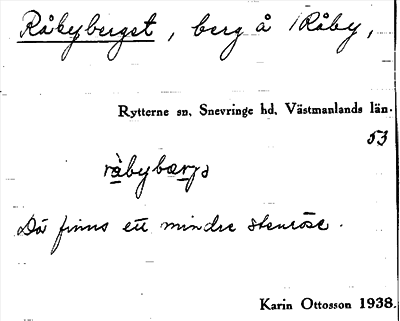 Råbyberget, berg å Råby,
Rytterne sn. Snevringe hd. Västmanlands län.
53
råbybærjə
Där finns ett mindre stenröse.
Karin Ottosson 1938.